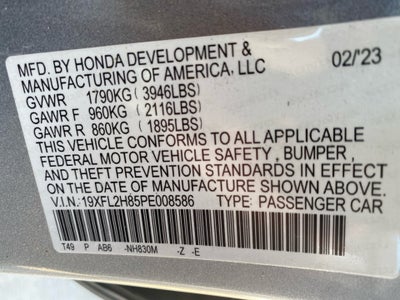 MFD. BY HONDA DEVELOPMENT & 02/'23
MANUFACTURING OF AMERICA, LLC
GVWR 1790KG ( 3946LBS)
GAWR F 960KG ( 2116LBS)
GAWR R 860KG ( 1895LBS)
THIS VEHICLE CONFORMS TO ALL APPLICABLE
FEDERAL MOTOR VEHICLE SAFETY , BUMPER ,
AND THEFT PREVENTION STANDARDS IN EFFECT
ON THE DATE OF MANUFACTURE SHOWN ABOVE.
V.I.N.: 19XFL2H85PE008586 TYPE: PASSENGER CAR
T49 P AB6 -NH830M -Z -E